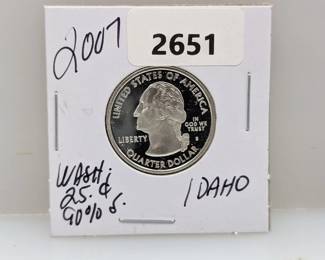 2007
2651
UNITED STATES OF AMERICA
IN
GOD WE
TRUST
LIBERTY
S
QUARTER DOLLAR
WASH.
25 ¢
90% S.
IDAHO